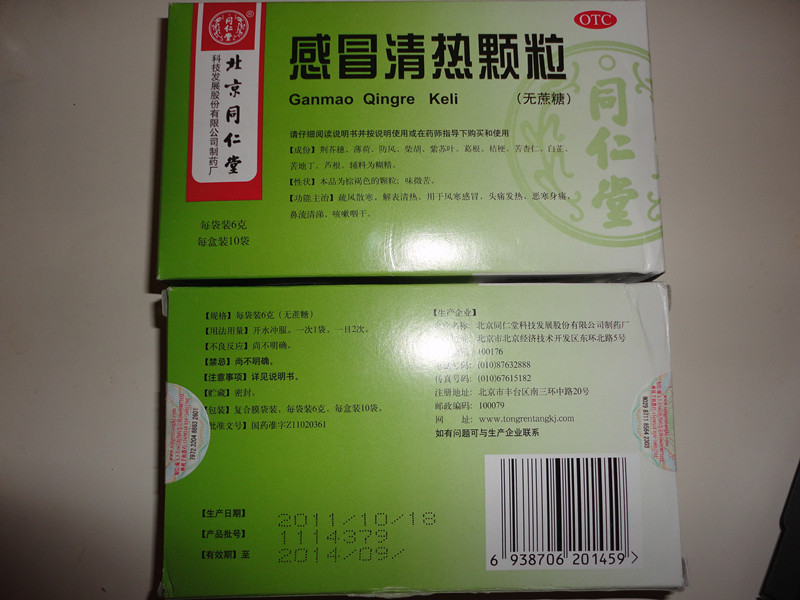 同仁堂
北京同仁堂
科技发展股份有限公司制药厂
OTC
感冒清热颗粒
Ganmao Qingre Keli
（无蔗糖）
请仔细阅读说明书并按说明使用或在药师指导下购买和使用
【成份】荆芥穗、薄荷、防风、柴胡、紫苏叶、葛根、桔梗、苦杏仁、白芷、
苦地丁、芦根。辅料为糊精。
【性状】本品为棕褐色的颗粒；味微苦。
【功能主治】疏风散寒，解表清热。用于风寒感冒，头痛发热，恶寒身痛，
鼻流清涕，咳嗽咽干。
每袋装6克
每盒装10袋
同仁堂
【规格】每袋装6克（无蔗糖）
【用法用量】开水冲服。一次1袋，一日2次。
【不良反应】尚不明确。
【禁忌】尚不明确。
【注意事项】详见说明书。
【贮藏】密封。
【包装】复合膜袋装，每袋装6克，每盒装10袋。
批准文号】国药准字Z11020361
【生产企业】
名称：北京同仁堂科技发展股份有限公司制药厂
北京市北京经济技术开发区东环北路5号
100176
号码：(010)87632888
传真号码：(010)67615182
注册地址：北京市丰台区南三环中路20号
邮政编码：100079
网　址：www.tongrentangkj.com
如有问题可与生产企业联系
7972 2204 8693 2601
【生产日期】2011/10/18
【产品批号】1114379
【有效期】至 2014/09/
6 938706 201459